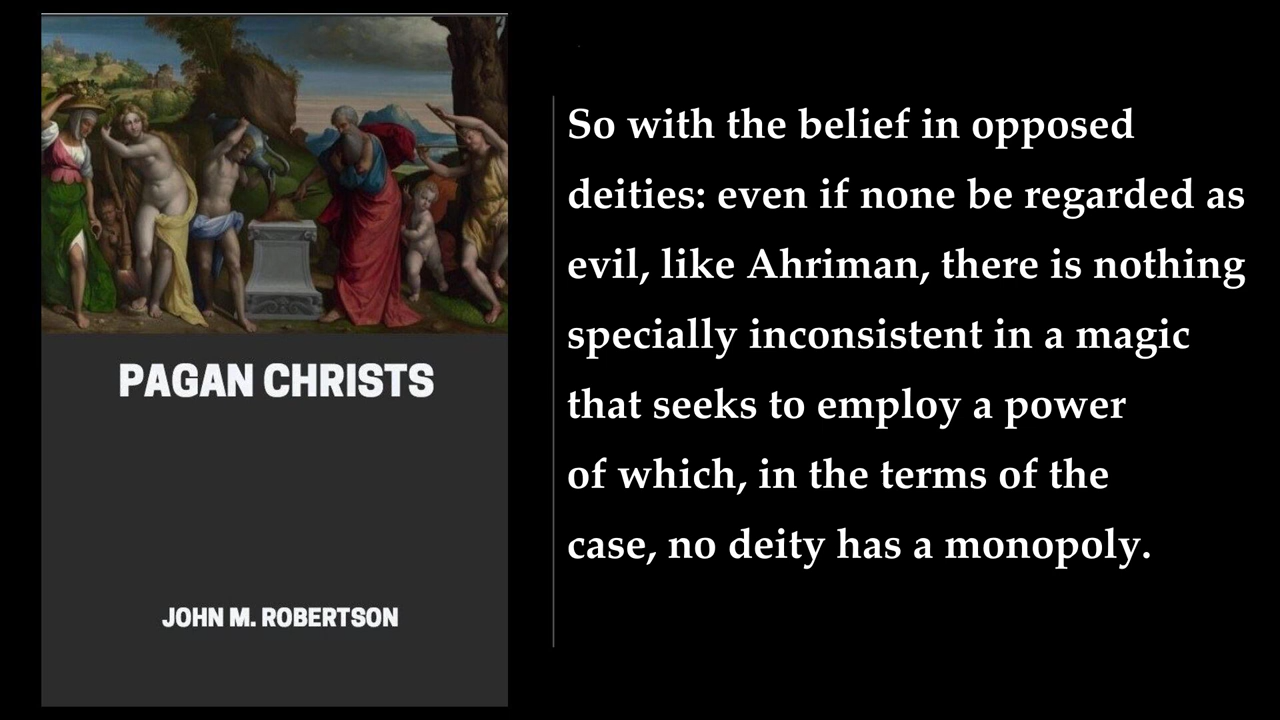 PAGAN CHRISTS
JOHN M. ROBERTSON
So with the belief in opposed
deities: even if none be regarded as
evil, like Ahriman, there is nothing
specially inconsistent in a magic
that seeks to employ a power
of which, in the terms of the
case, no deity has a monopoly.